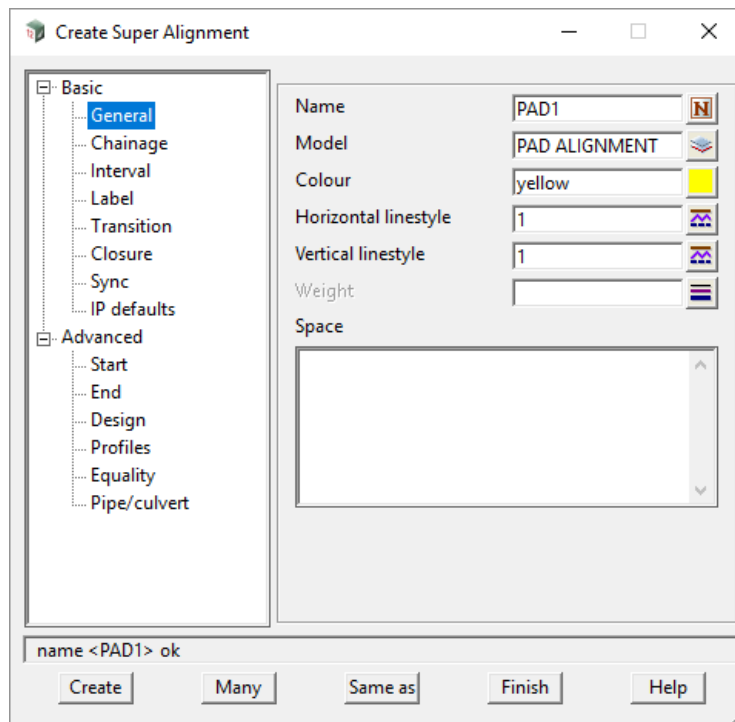 Create Super Alignment
Basic
General
Chainage
Interval
Label
Transition
Closure
Sync
IP defaults
Advanced
Start
End
Design
Profiles
Equality
Pipe/culvert
Name PAD1 N
Model PAD ALIGNMENT
Colour yellow
Horizontal linestyle 1
Vertical linestyle 1
Weight
Space
name <PAD1> ok
Create Many Same as Finish Help